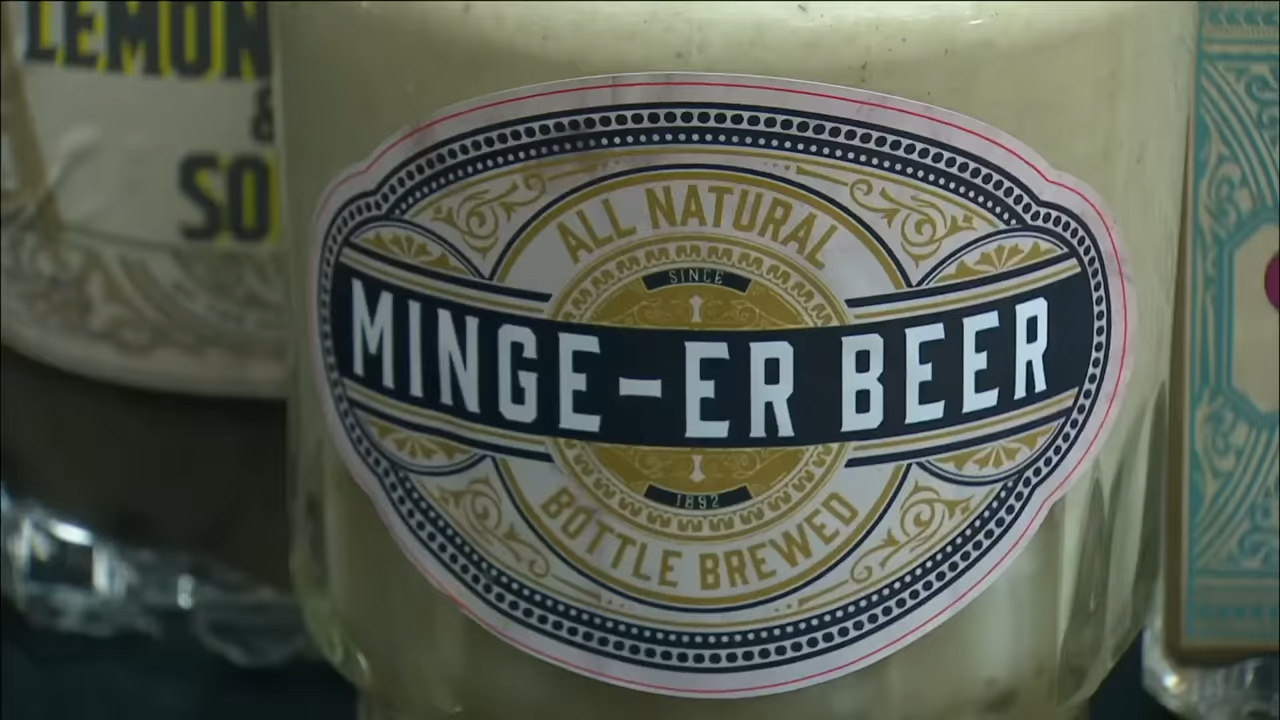 LEMON
&
SO
ALL NATURAL
SINCE
MINGE-ER BEER
1892
BOTTLE BREWED